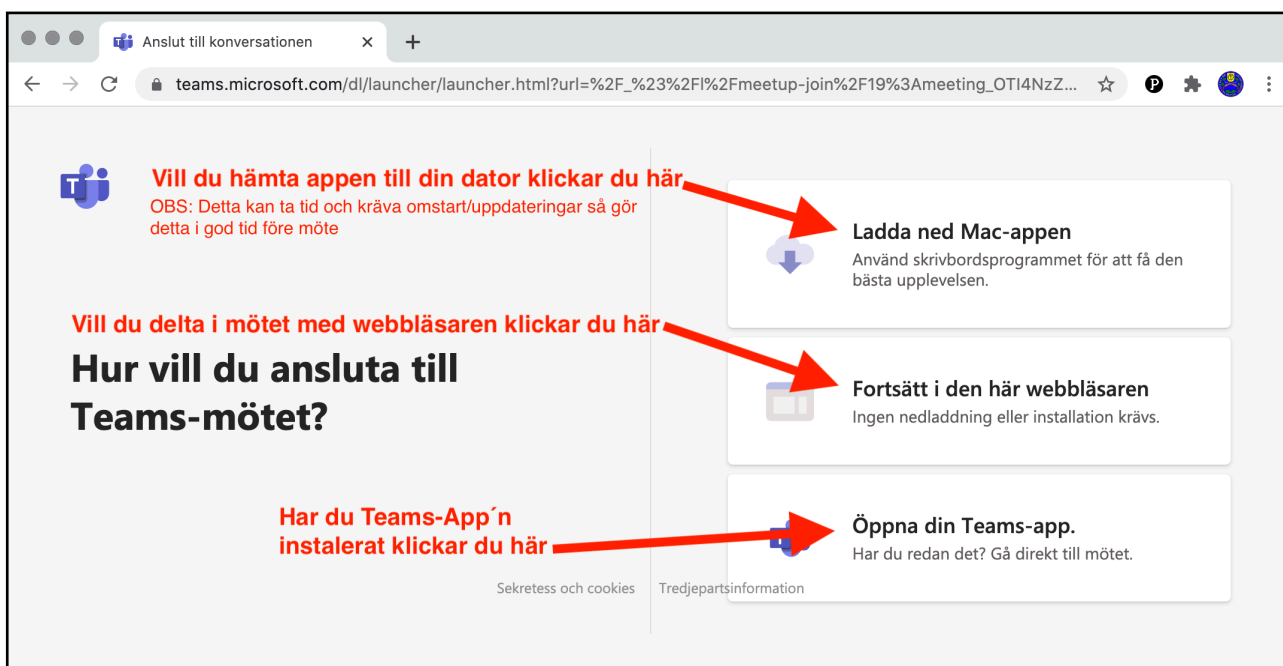 Anslut till konversationen
teams.microsoft.com/dl/launcher/launcher.html?url=%2F_%23%2Fl%2Fmeetup-join%2F19%3Ameeting_OTI4NzZ...
Vill du hämta appen till din dator klickar du här
OBS: Detta kan ta tid och kräva omstart/uppdateringar så gör
detta i god tid före möte
Ladda ned Mac-appen
Använd skrivbordsprogrammet för att få den
bästa upplevelsen.
Vill du delta i mötet med webbläsaren klickar du här
Hur vill du ansluta till
Teams-mötet?
Fortsätt i den här webbläsaren
Ingen nedladdning eller installation krävs.
Har du Teams-App´n
instalerat klickar du här
Öppna din Teams-app.
Har du redan det? Gå direkt till mötet.
Sekretess och cookies
Tredjepartsinformation